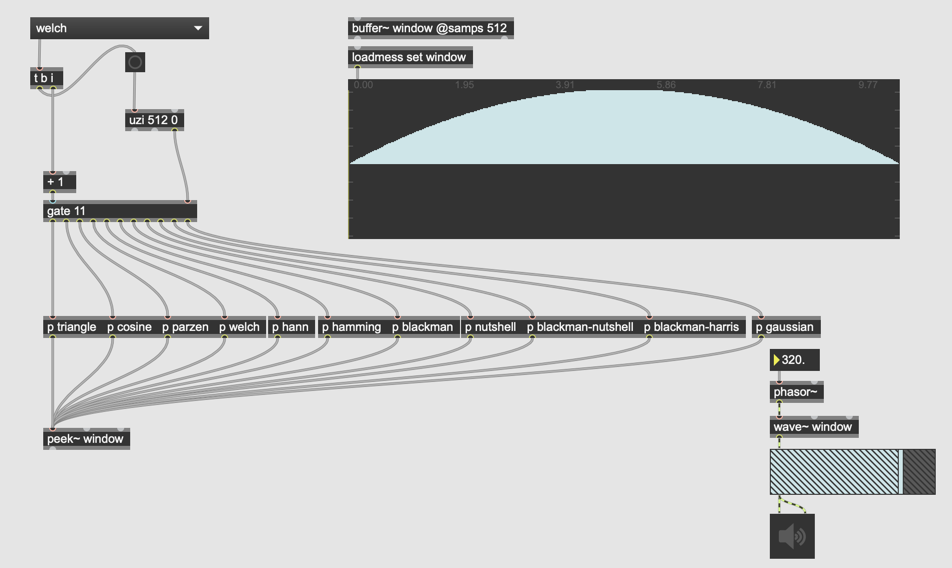 welch
buffer~ window @samps 512
loadmess set window
t b i
0.00 1.95 3.91 5.86 7.81 9.77
uzi 512 0
+ 1
gate 11
p triangle p cosine p parzen p welch p hann p hamming p blackman p nutshell p blackman-nutshell p blackman-harris p gaussian
320.
phasor~
wave~ window
peek~ window